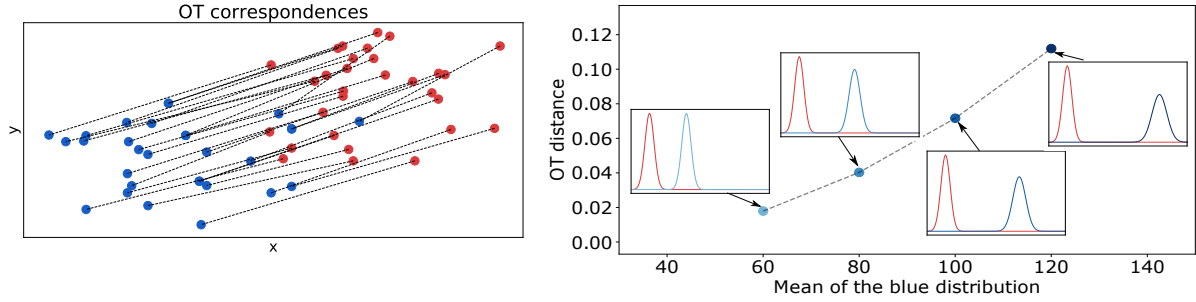 OT correspondences
y
x
OT distance
0.12
0.10
0.08
0.06
0.04
0.02
0.00
40
60
80
100
120
140
Mean of the blue distribution